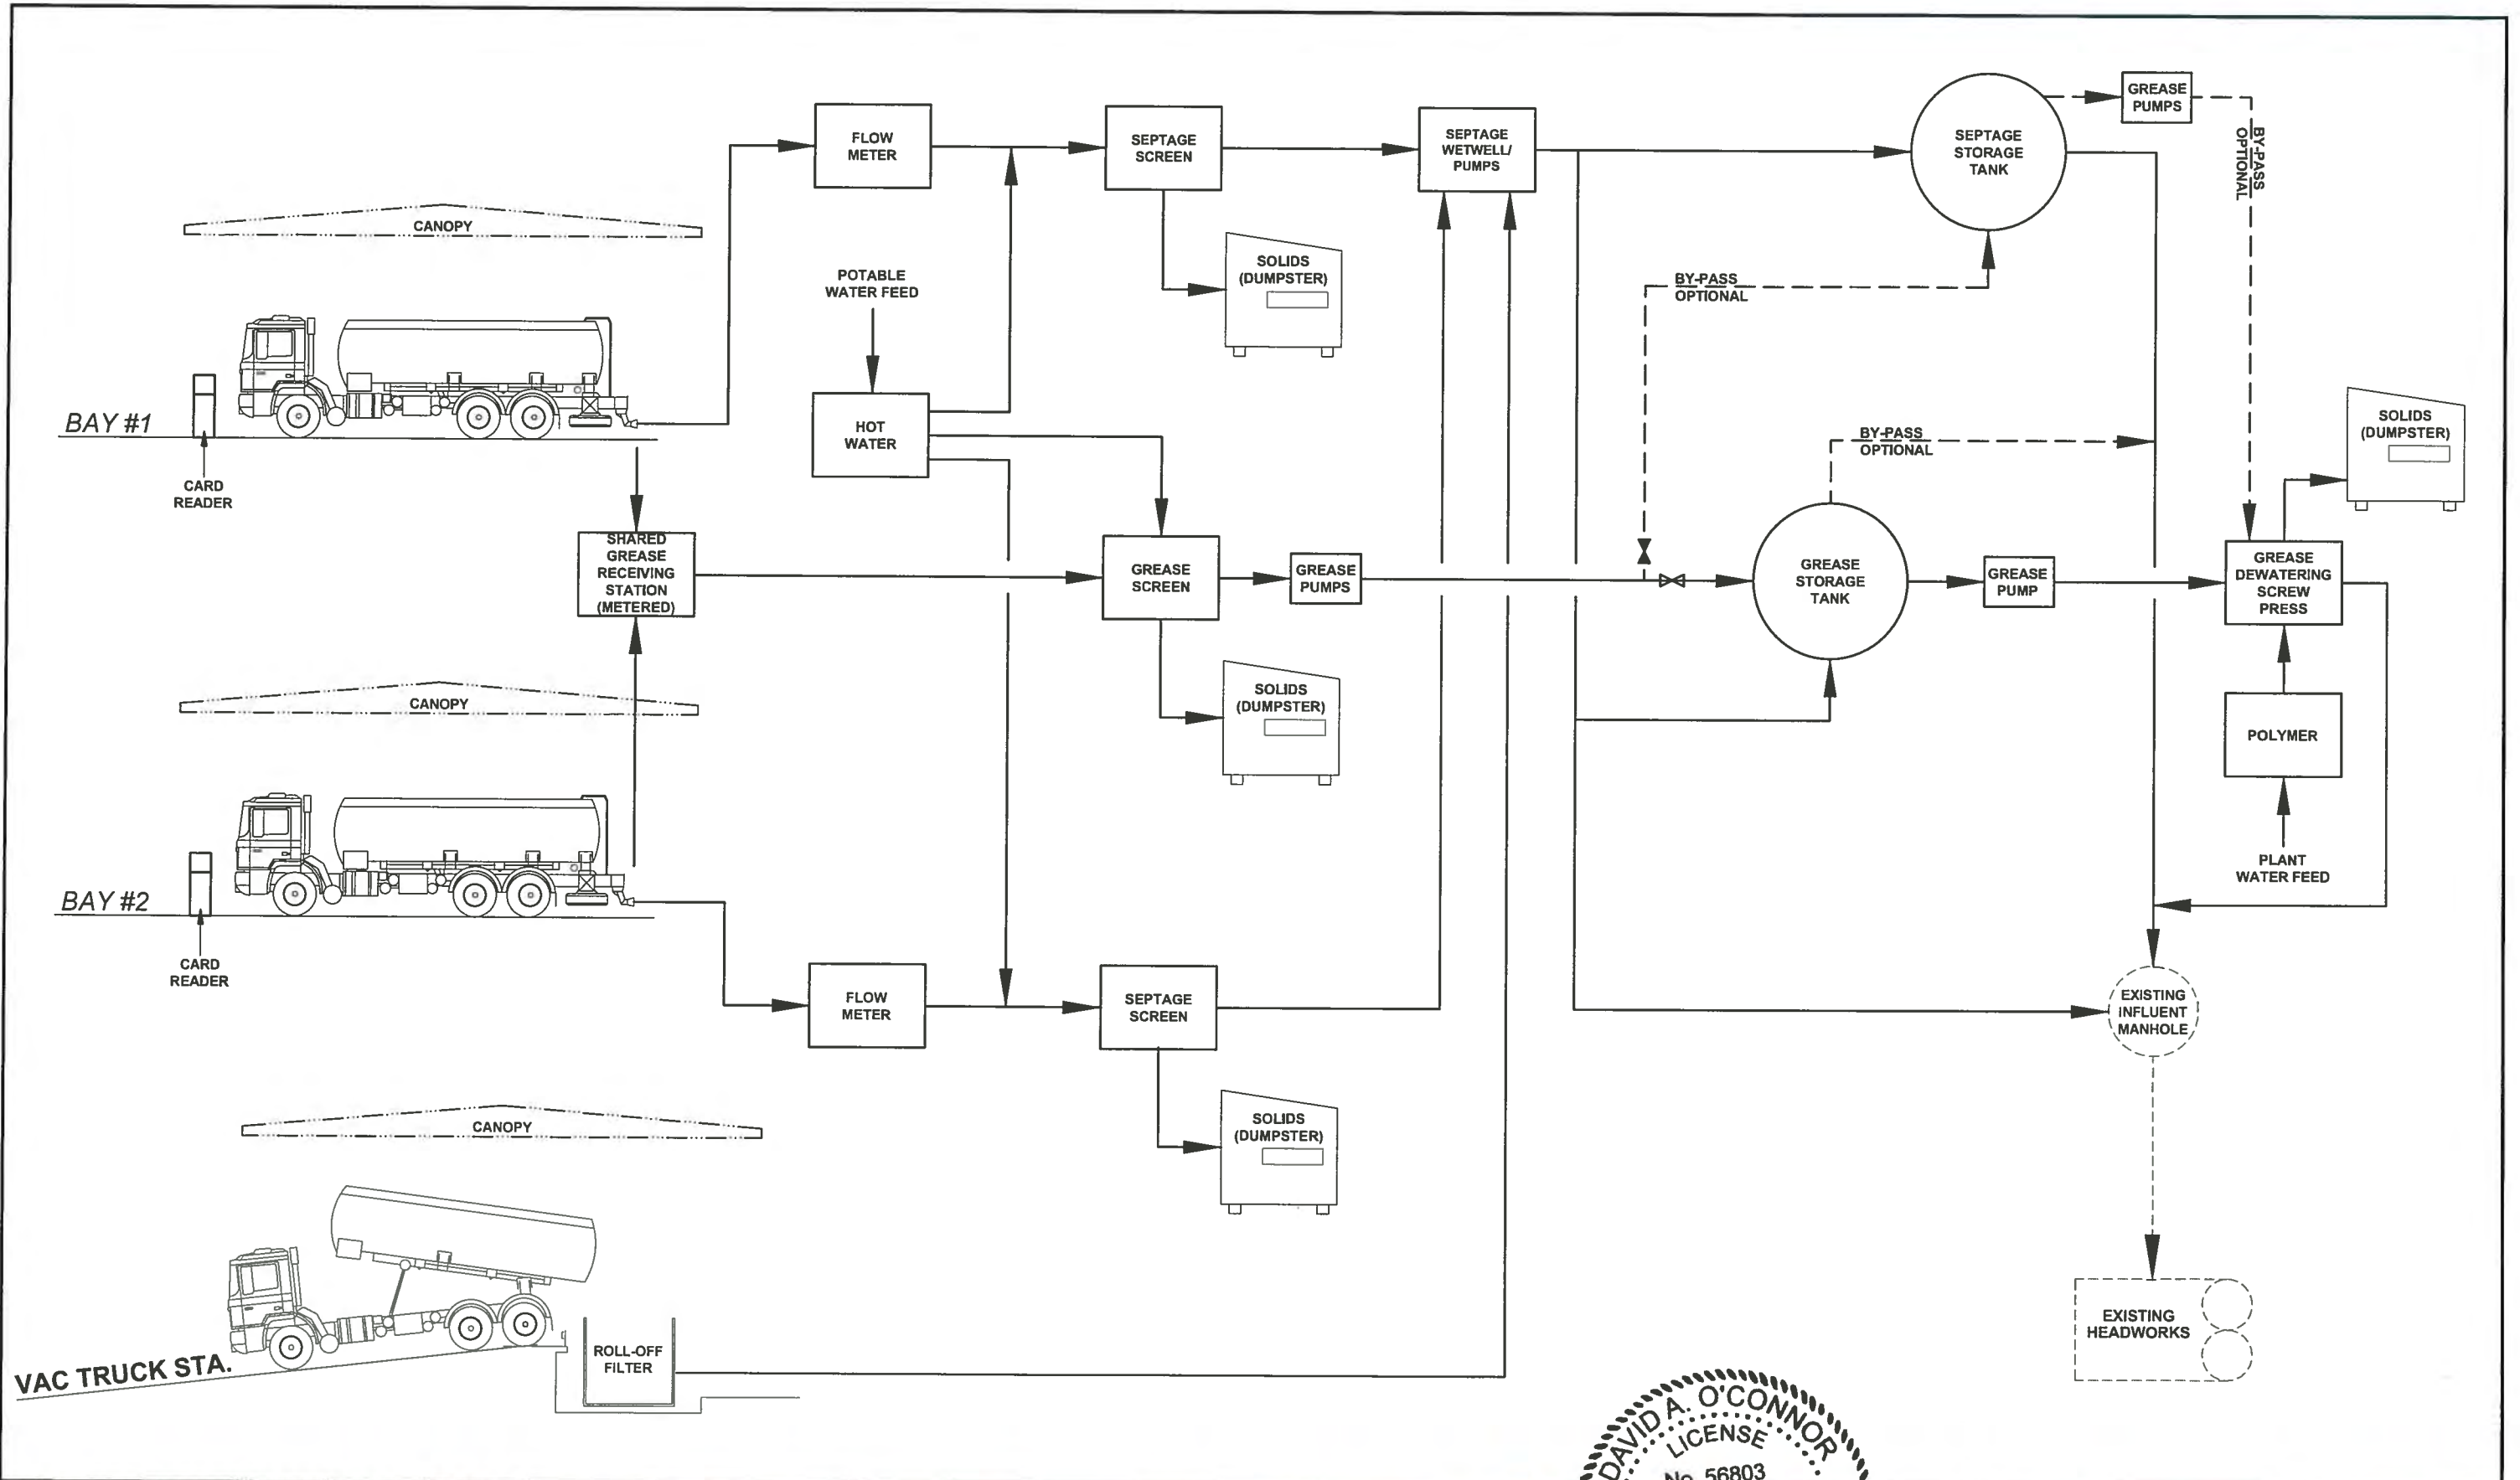 FLOW
METER
SEPTAGE
SCREEN
SEPTAGE
WETWELL/
PUMPS
SEPTAGE
STORAGE
TANK
GREASE
PUMPS
BY-PASS
OPTIONAL
CANOPY
SOLIDS
(DUMPSTER)
POTABLE
WATER FEED
BY-PASS
OPTIONAL
BAY #1
CARD
READER
HOT
WATER
BY-PASS
OPTIONAL
SOLIDS
(DUMPSTER)
SHARED
GREASE
RECEIVING
STATION
(METERED)
GREASE
SCREEN
GREASE
PUMPS
GREASE
STORAGE
TANK
GREASE
PUMP
GREASE
DEWATERING
SCREW
PRESS
CANOPY
SOLIDS
(DUMPSTER)
POLYMER
PLANT
WATER FEED
BAY #2
CARD
READER
FLOW
METER
SEPTAGE
SCREEN
EXISTING
INFLUENT
MANHOLE
CANOPY
SOLIDS
(DUMPSTER)
VAC TRUCK STA.
ROLL-OFF
FILTER
EXISTING
HEADWORKS
DAVID A. O'CONNOR
LICENSE
No. 56803